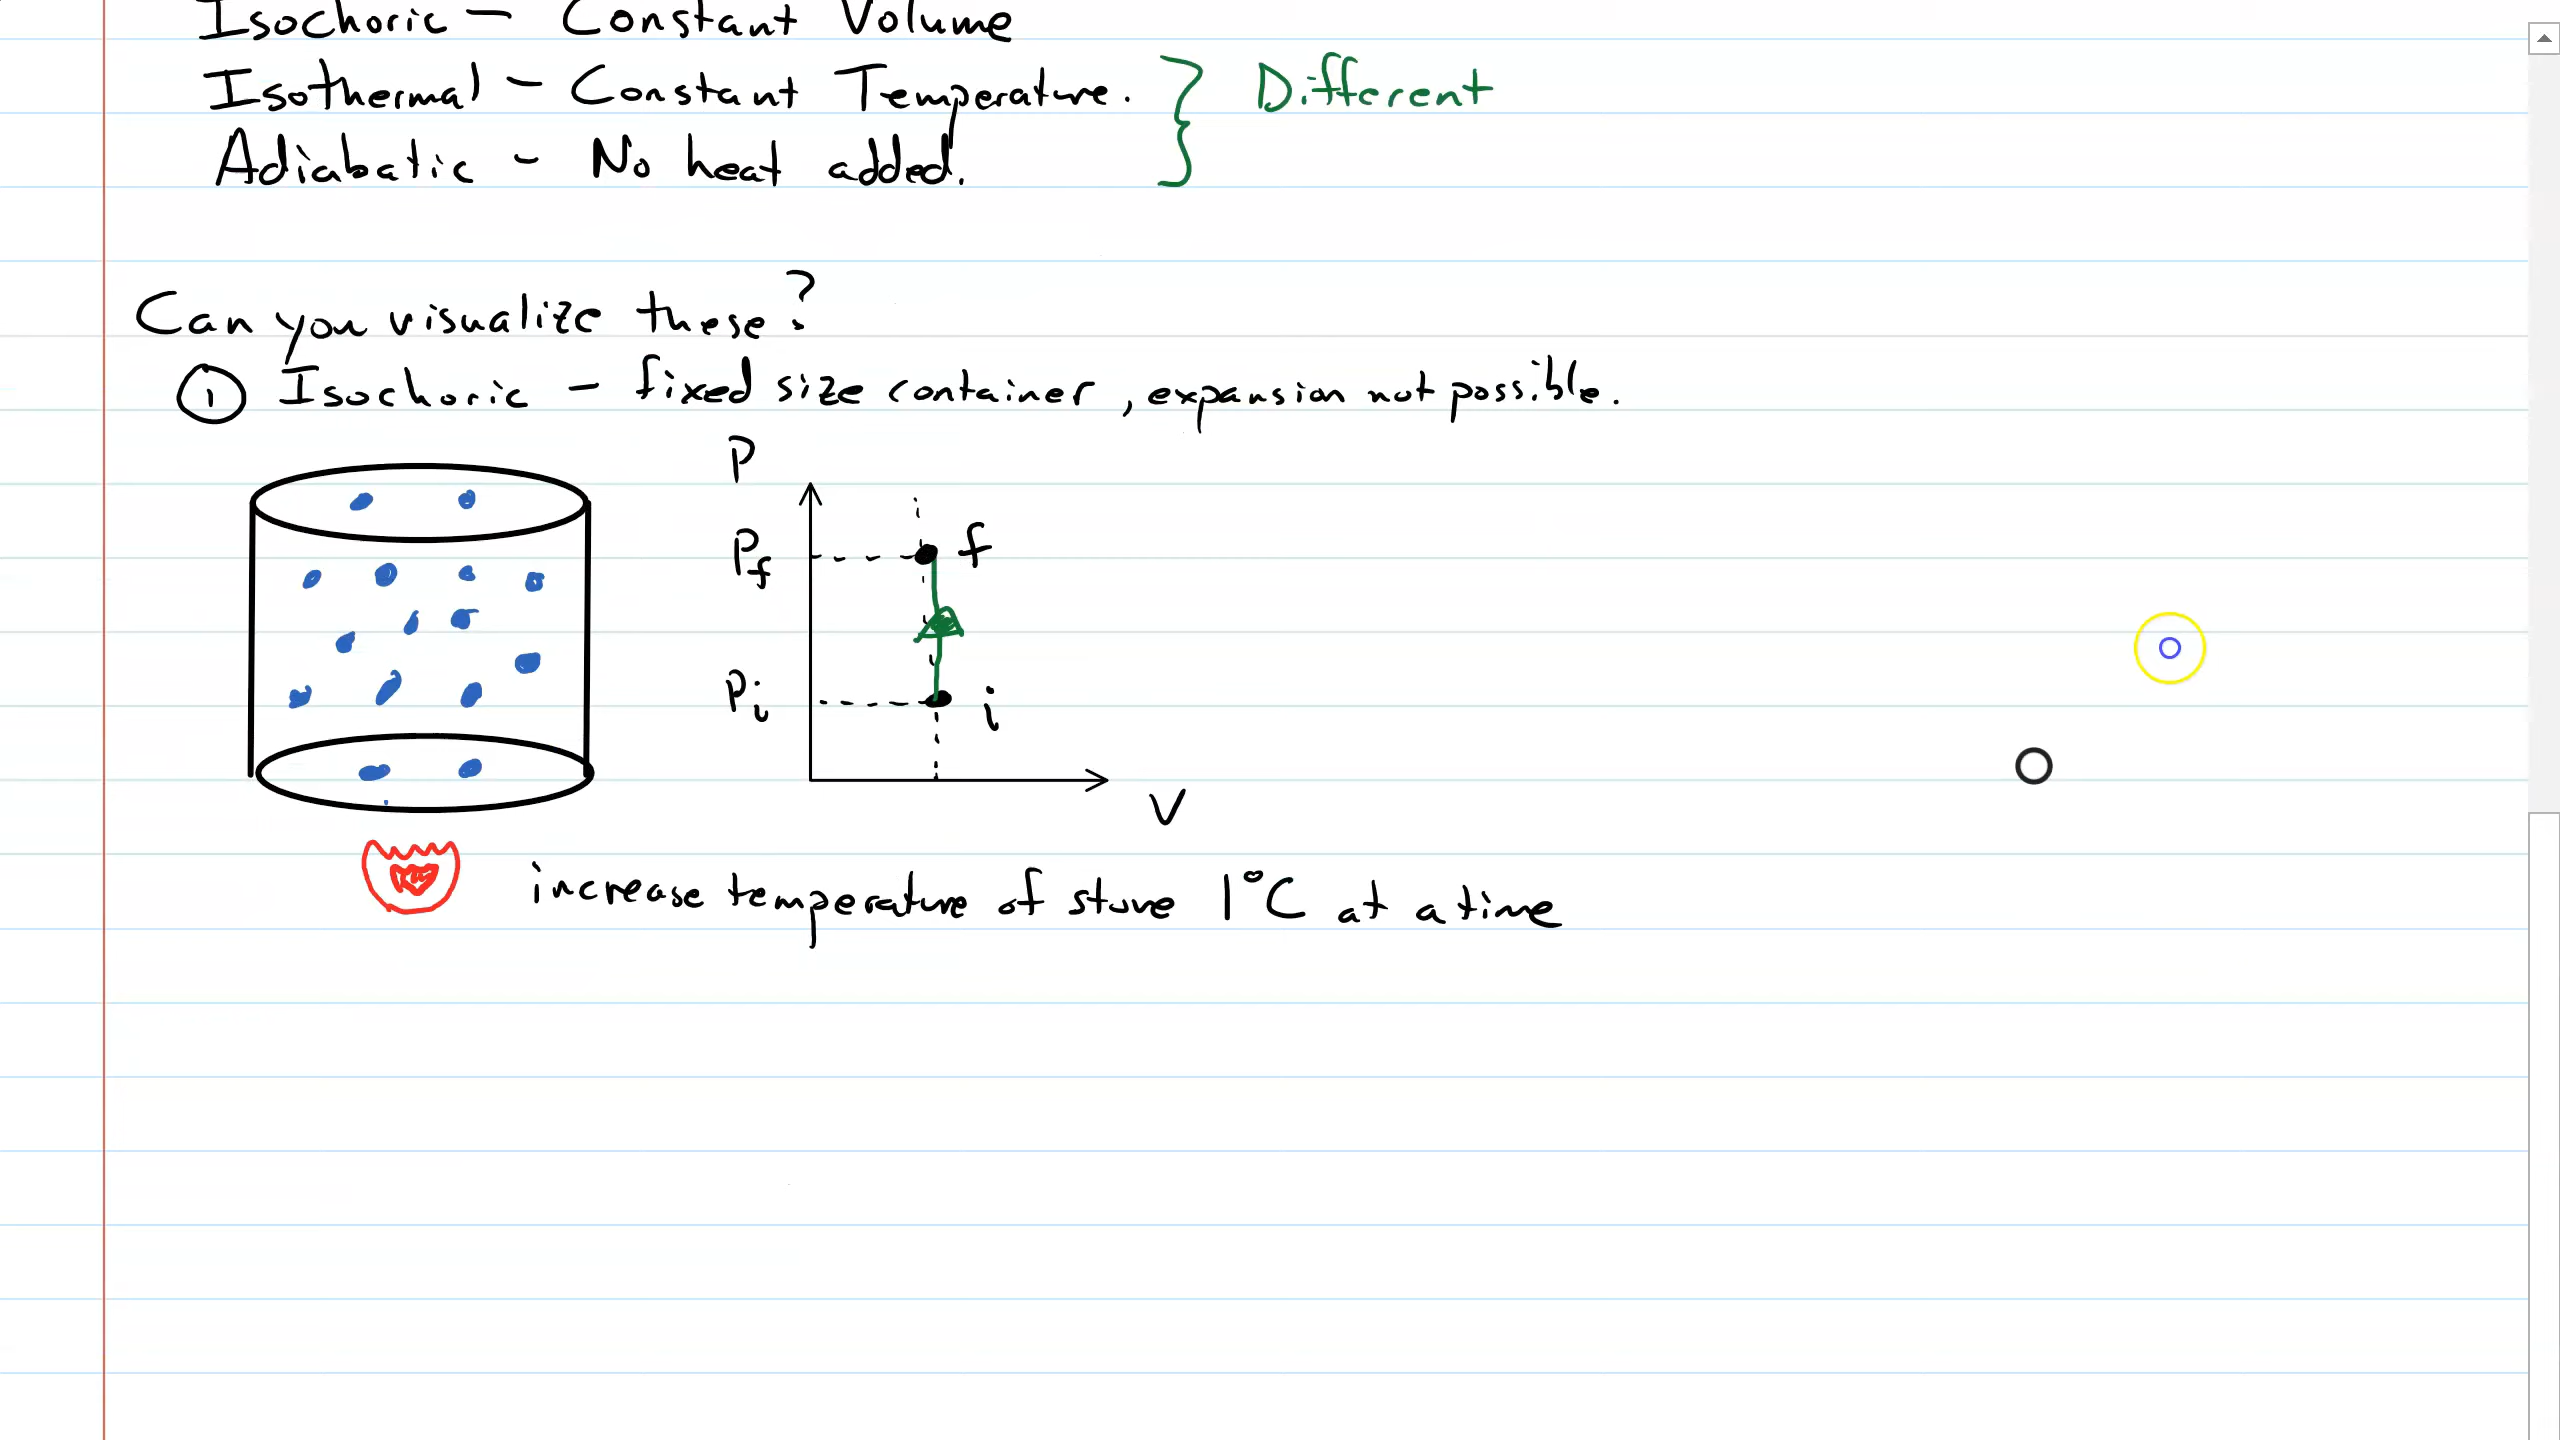 Isochoric - Constant Volume
Isothermal - Constant Temperature. } Different
Adiabatic - No heat added.
Can you visualize these?
① Isochoric - fixed size container, expansion not possible.
P
Pf f
Pi i
V
increase temperature of stove 1°C at a time